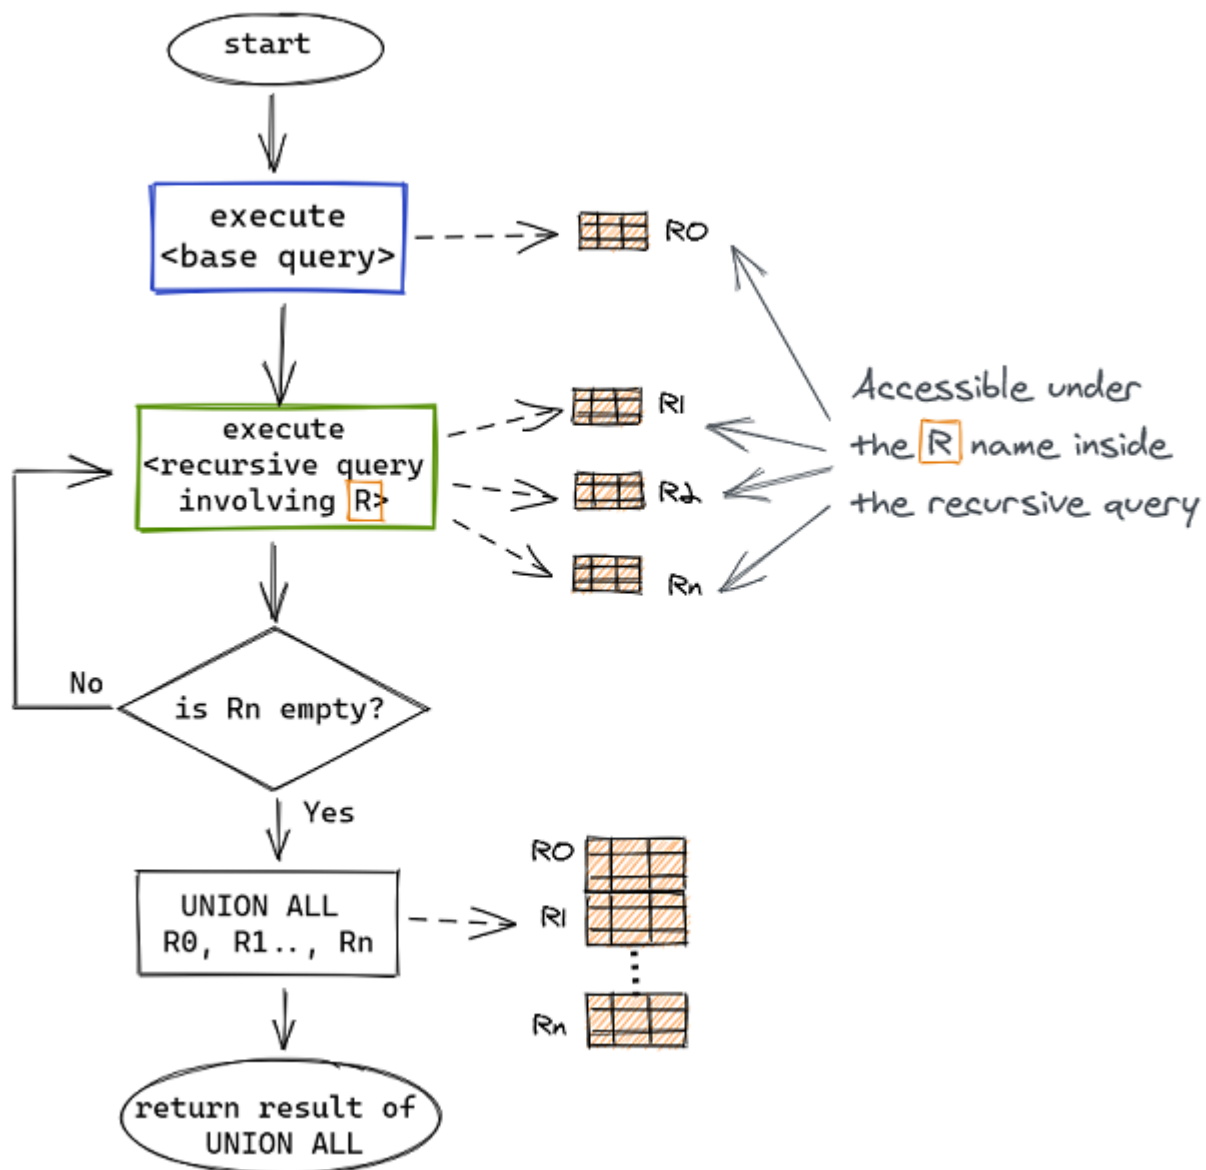 start
execute
<base query>
R0
execute
<recursive query
involving R>
R1
R2
Rn
Accessible under
the R name inside
the recursive query
No
is Rn empty?
Yes
UNION ALL
R0, R1.., Rn
R0
R1
Rn
return result of
UNION ALL